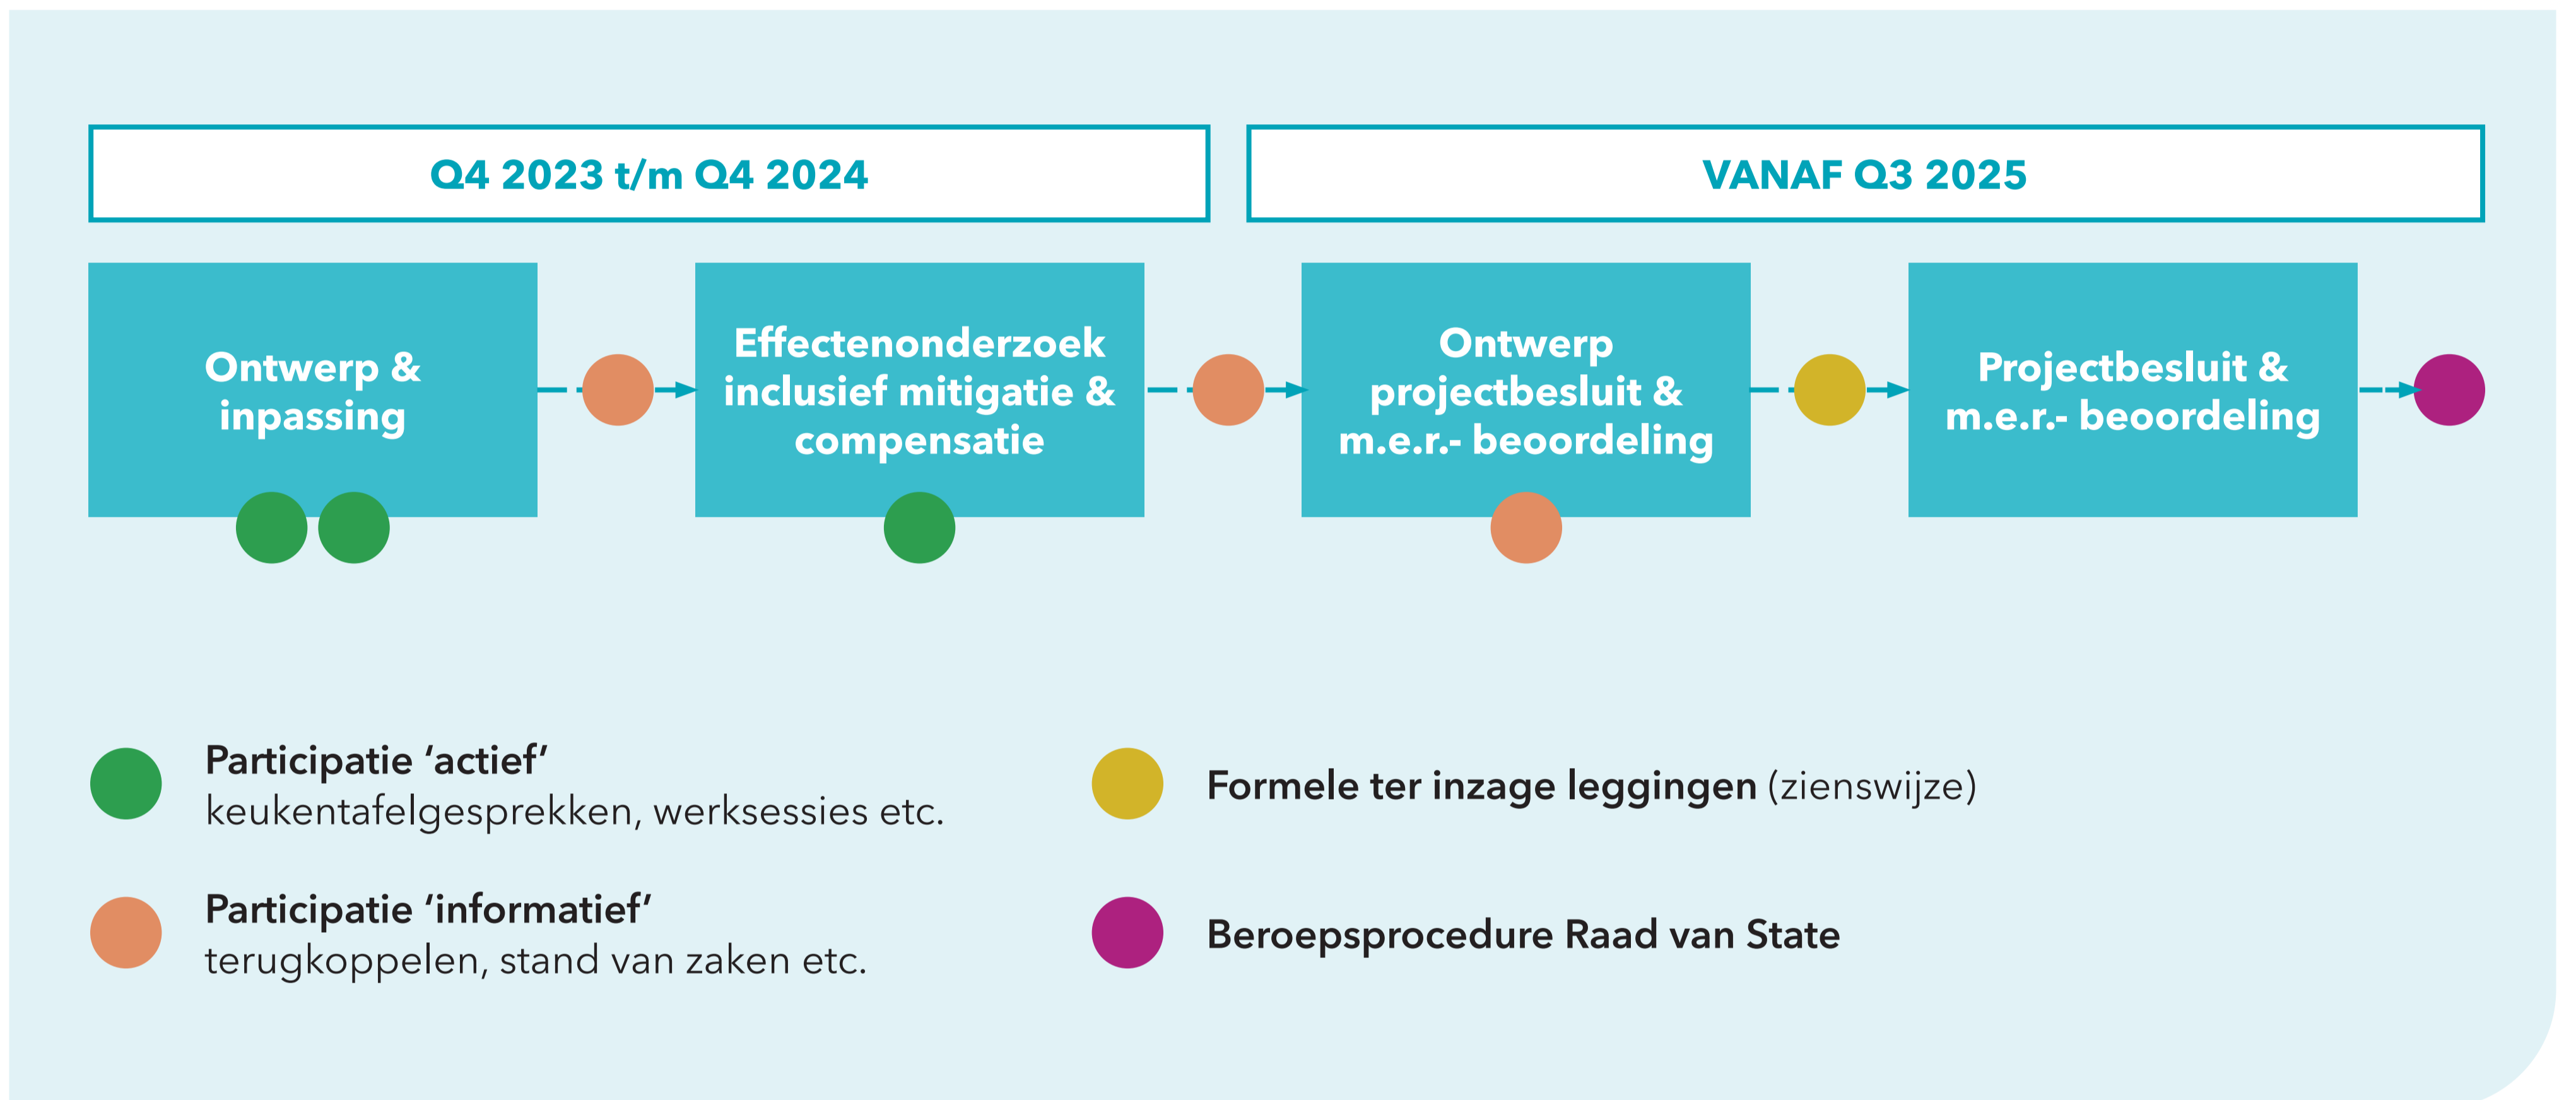 Q4 2023 t/m Q4 2024
VANAF Q3 2025
Ontwerp &
inpassing
Effectenonderzoek
inclusief mitigatie &
compensatie
Ontwerp
projectbesluit &
m.e.r.- beoordeling
Projectbesluit &
m.e.r.- beoordeling
Participatie ‘actief’
keukentafelgesprekken, werksessies etc.
Participatie ‘informatief’
terugkoppelen, stand van zaken etc.
Formele ter inzage leggingen (zienswijze)
Beroepsprocedure Raad van State